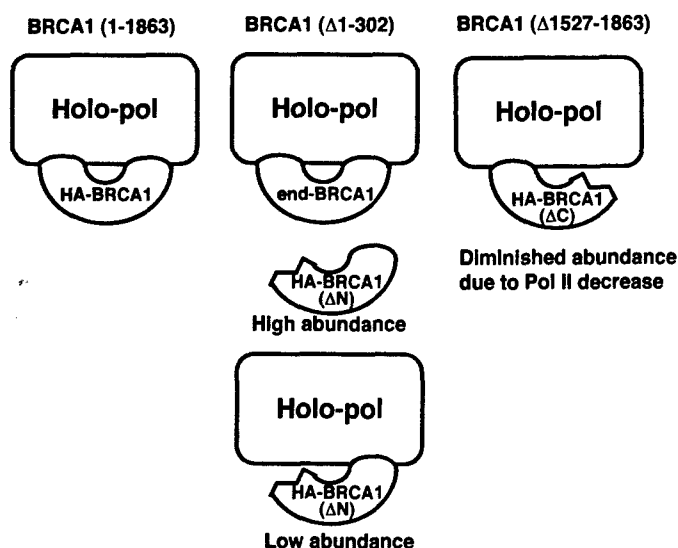 BRCA1 (1-1863)
Holo-pol
HA-BRCA1
BRCA1 (Δ1-302)
Holo-pol
end-BRCA1
HA-BRCA1
(ΔN)
High abundance
Holo-pol
HA-BRCA1
(ΔN)
Low abundance
BRCA1 (Δ1527-1863)
Holo-pol
HA-BRCA1
(ΔC)
Diminished abundance
due to Pol II decrease